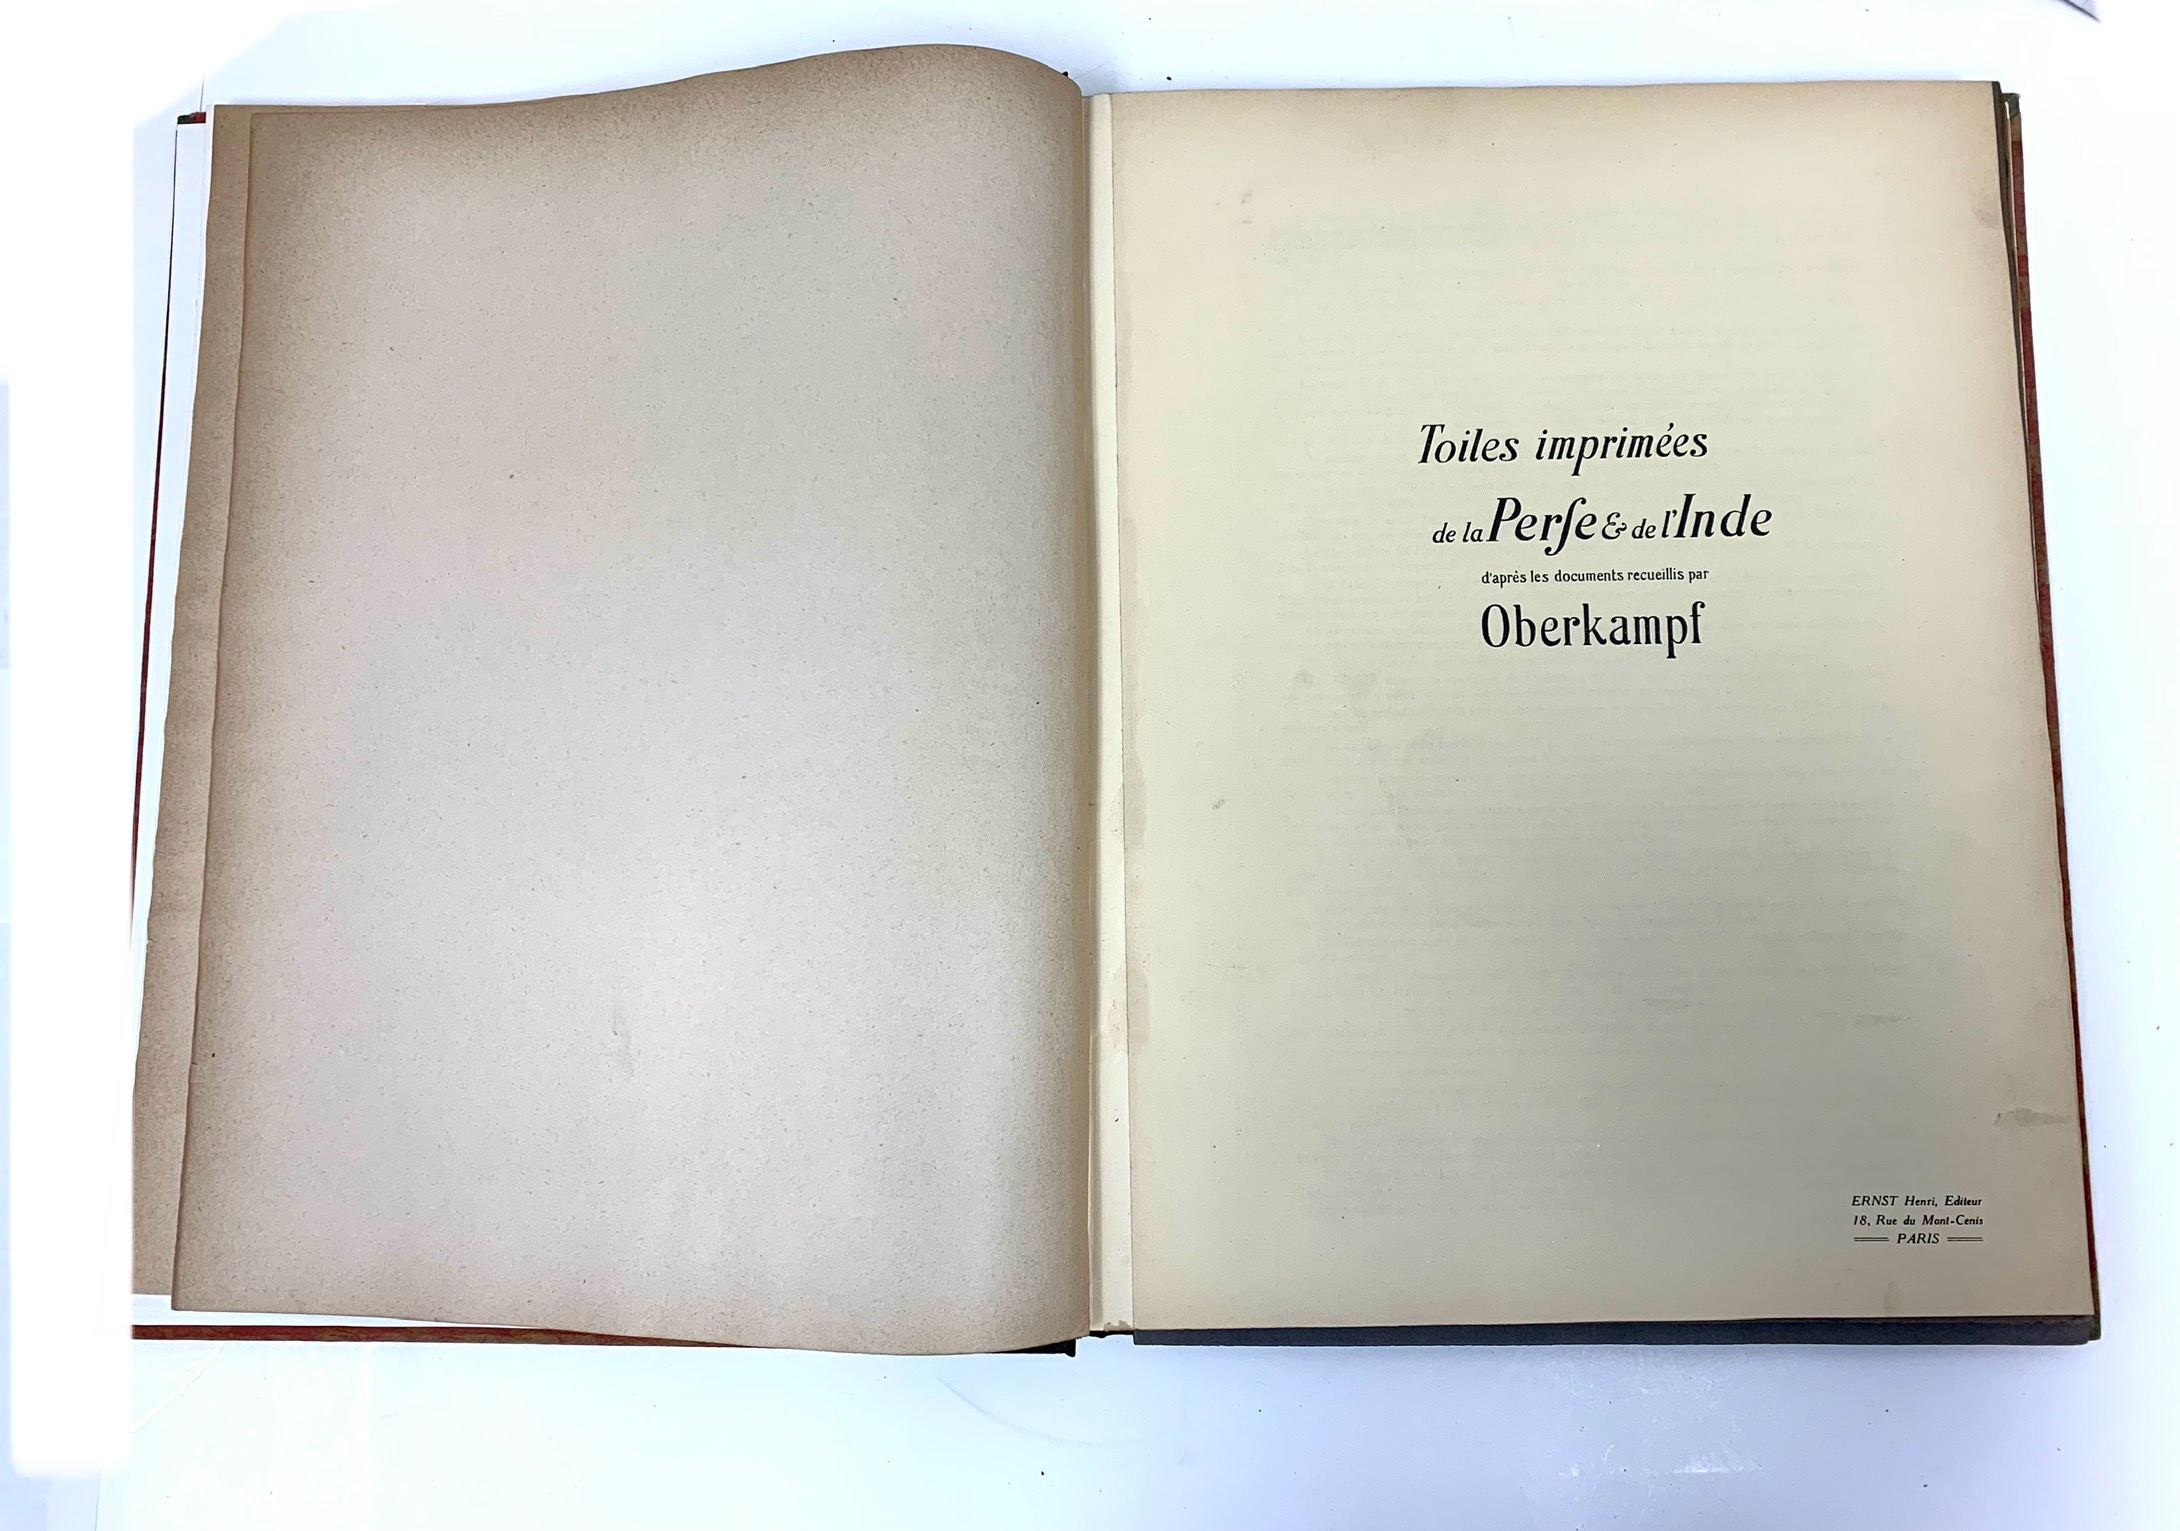 Toiles imprimées
de la Perſe & de l'Inde
d'après les documents recueillis par
Oberkampf
ERNST Henri, Editeur
18, Rue du Mont-Cenis
PARIS